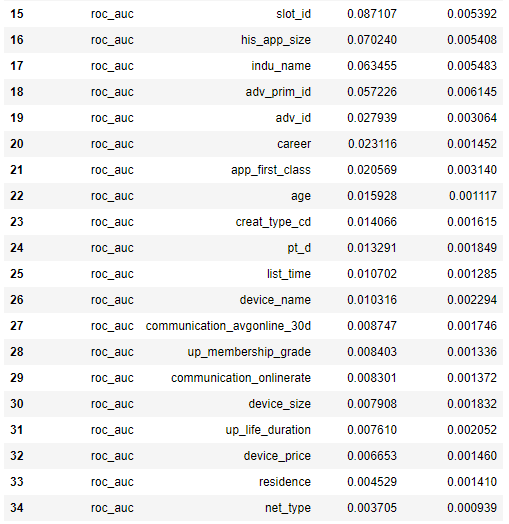 15 roc_auc slot_id 0.087107 0.005392
16 roc_auc his_app_size 0.070240 0.005408
17 roc_auc indu_name 0.063455 0.005483
18 roc_auc adv_prim_id 0.057226 0.006145
19 roc_auc adv_id 0.027939 0.003064
20 roc_auc career 0.023116 0.001452
21 roc_auc app_first_class 0.020569 0.003140
22 roc_auc age 0.015928 0.001117
23 roc_auc creat_type_cd 0.014066 0.001615
24 roc_auc pt_d 0.013291 0.001849
25 roc_auc list_time 0.010702 0.001285
26 roc_auc device_name 0.010316 0.002294
27 roc_auc communication_avgonline_30d 0.008747 0.001746
28 roc_auc up_membership_grade 0.008403 0.001336
29 roc_auc communication_onlinerate 0.008301 0.001372
30 roc_auc device_size 0.007908 0.001832
31 roc_auc up_life_duration 0.007610 0.002052
32 roc_auc device_price 0.006653 0.001460
33 roc_auc residence 0.004529 0.001410
34 roc_auc net_type 0.003705 0.000939